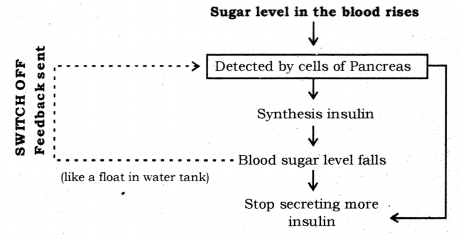 Sugar level in the blood rises
Detected by cells of Pancreas
SWITCH OFF
Feedback sent
Synthesis insulin
Blood sugar level falls
(like a float in water tank)
Stop secreting more
insulin